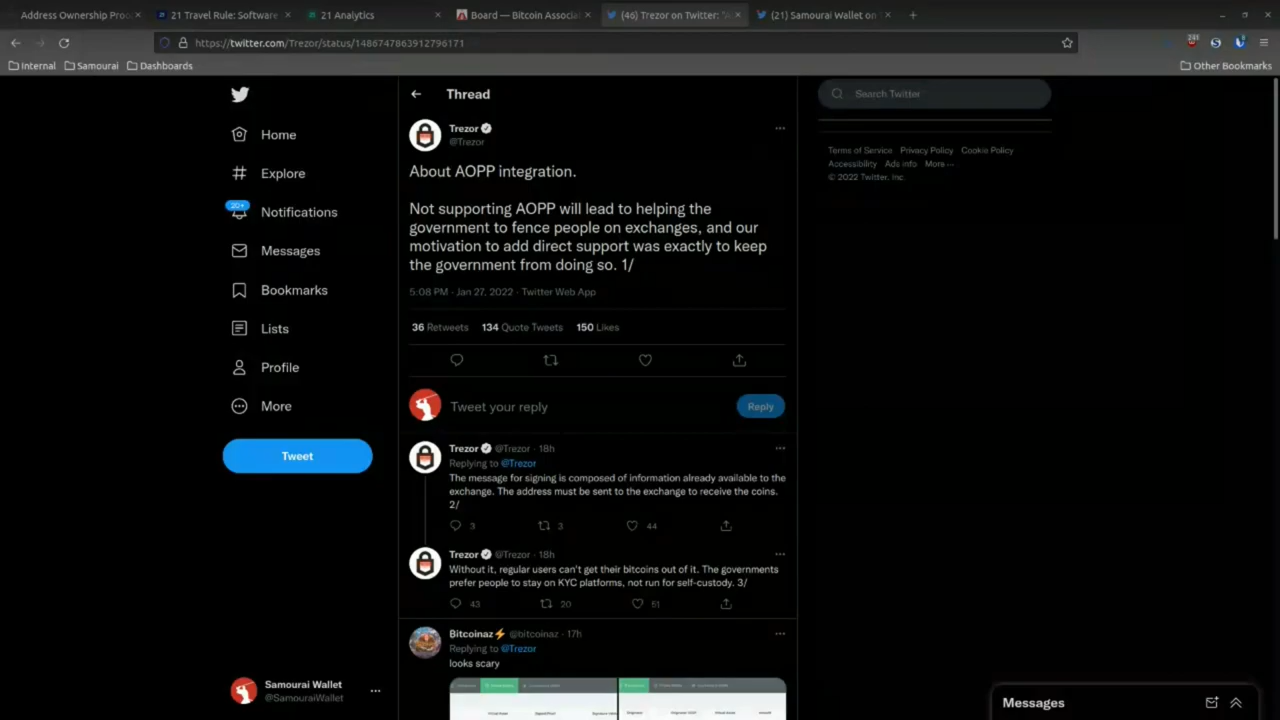 Address Ownership Proo
21 Travel Rule: Software
21 Analytics
Board — Bitcoin Associa
(46) Trezor on Twitter: "A
(21) Samourai Wallet on
https://twitter.com/Trezor/status/1486747863912796171
241
Internal
Samourai
Dashboards
Other Bookmarks
Thread
Search Twitter
Home
Explore
20+
Notifications
Messages
Bookmarks
Lists
Profile
More
Tweet
Samourai Wallet
@SamouraiWallet
Trezor
@Trezor
About AOPP integration.
Not supporting AOPP will lead to helping the
government to fence people on exchanges, and our
motivation to add direct support was exactly to keep
the government from doing so. 1/
5:08 PM · Jan 27, 2022 · Twitter Web App
36 Retweets 134 Quote Tweets 150 Likes
Tweet your reply
Reply
Trezor @Trezor · 18h
Replying to @Trezor
The message for signing is composed of information already available to the
exchange. The address must be sent to the exchange to receive the coins.
2/
3 3 44
Trezor @Trezor · 18h
Without it, regular users can't get their bitcoins out of it. The governments
prefer people to stay on KYC platforms, not run for self-custody. 3/
43 20 51
Bitcoinaz⚡ @bitcoinaz · 17h
Replying to @Trezor
looks scary
Terms of Service Privacy Policy Cookie Policy
Accessibility Ads info More ···
© 2022 Twitter, Inc.
Messages